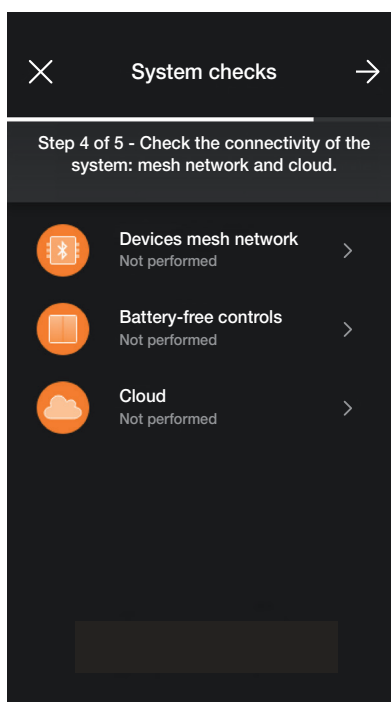 System checks
Step 4 of 5 - Check the connectivity of the
system: mesh network and cloud.
Devices mesh network
Not performed
Battery-free controls
Not performed
Cloud
Not performed